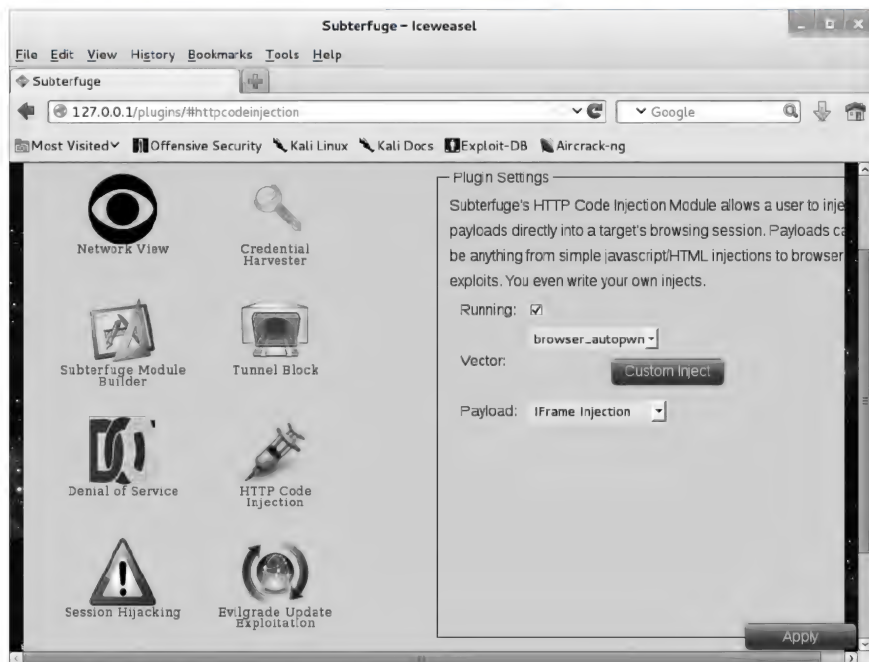 Subterfuge - Iceweasel
File Edit View History Bookmarks Tools Help
Subterfuge
127.0.0.1/plugins/#httpcodeinjection
Google
Most Visited Offensive Security Kali Linux Kali Docs Exploit-DB Aircrack-ng
Network View
Credential
Harvester
Subterfuge Module
Builder
Tunnel Block
Denial of Service
HTTP Code
Injection
Session Hijacking
Evilgrade Update
Exploitation
Plugin Settings
Subterfuge's HTTP Code Injection Module allows a user to inje
payloads directly into a target's browsing session. Payloads ca
be anything from simple javascript/HTML injections to browser
exploits. You even write your own injects.
Running:
browser_autopwn
Vector:
Custom Inject
Payload: IFrame Injection
Apply